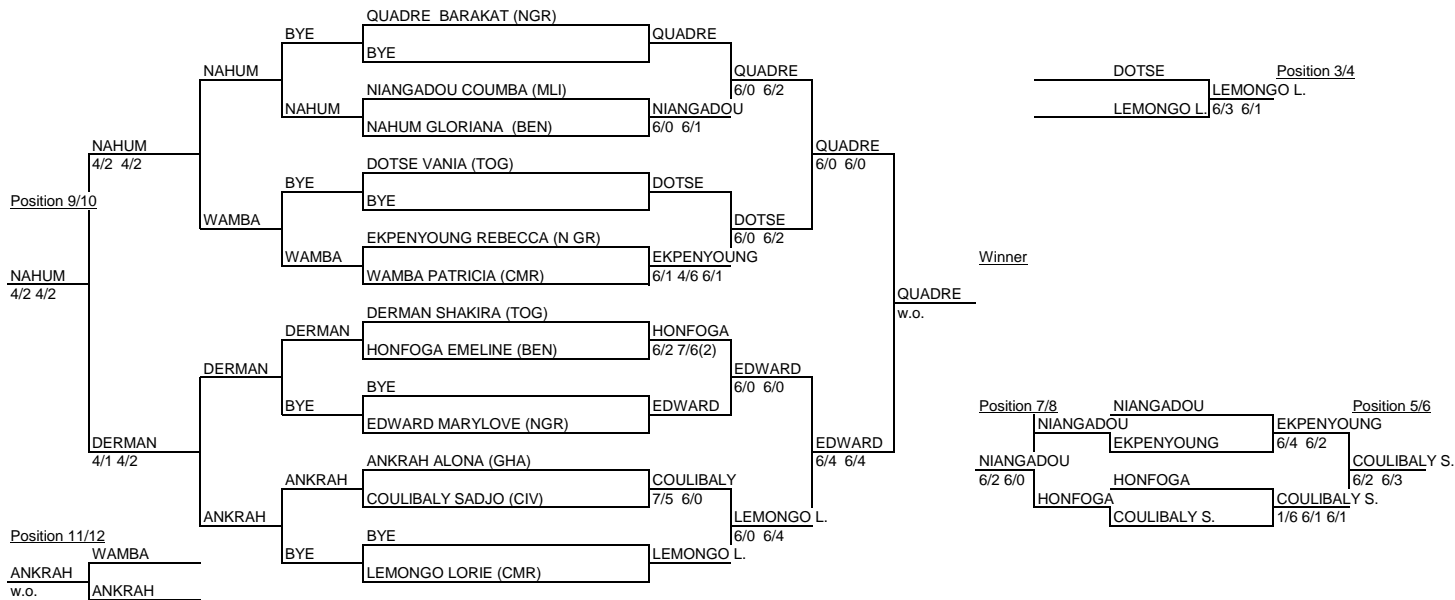 QUADRE BARAKAT (NGR)
BYE QUADRE
BYE
NAHUM QUADRE DOTSE Position 3/4
6/0 6/2 LEMONGO L.
NIANGADOU COUMBA (MLI)
NAHUM NIANGADOU LEMONGO L. 6/3 6/1
NAHUM GLORIANA (BEN) 6/0 6/1
NAHUM QUADRE
4/2 4/2 6/0 6/0
DOTSE VANIA (TOG)
BYE DOTSE
Position 9/10 BYE
WAMBA DOTSE
6/0 6/2
EKPENYOUNG REBECCA (N GR)
WAMBA EKPENYOUNG Winner
NAHUM WAMBA PATRICIA (CMR) 6/1 4/6 6/1
4/2 4/2 QUADRE
w.o.
DERMAN SHAKIRA (TOG)
DERMAN HONFOGA
HONFOGA EMELINE (BEN) 6/2 7/6(2)
DERMAN EDWARD
6/0 6/0
BYE
BYE EDWARD Position 7/8 NIANGADOU Position 5/6
EDWARD MARYLOVE (NGR) NIANGADOU EKPENYOUNG
DERMAN EDWARD EKPENYOUNG 6/4 6/2
4/1 4/2 6/4 6/4
ANKRAH ALONA (GHA) NIANGADOU COULIBALY S.
ANKRAH COULIBALY 6/2 6/0 HONFOGA 6/2 6/3
COULIBALY SADJO (CIV) 7/5 6/0 HONFOGA COULIBALY S.
ANKRAH LEMONGO L. COULIBALY S. 1/6 6/1 6/1
6/0 6/4
Position 11/12 BYE
WAMBA BYE LEMONGO L.
ANKRAH LEMONGO LORIE (CMR)
w.o. ANKRAH